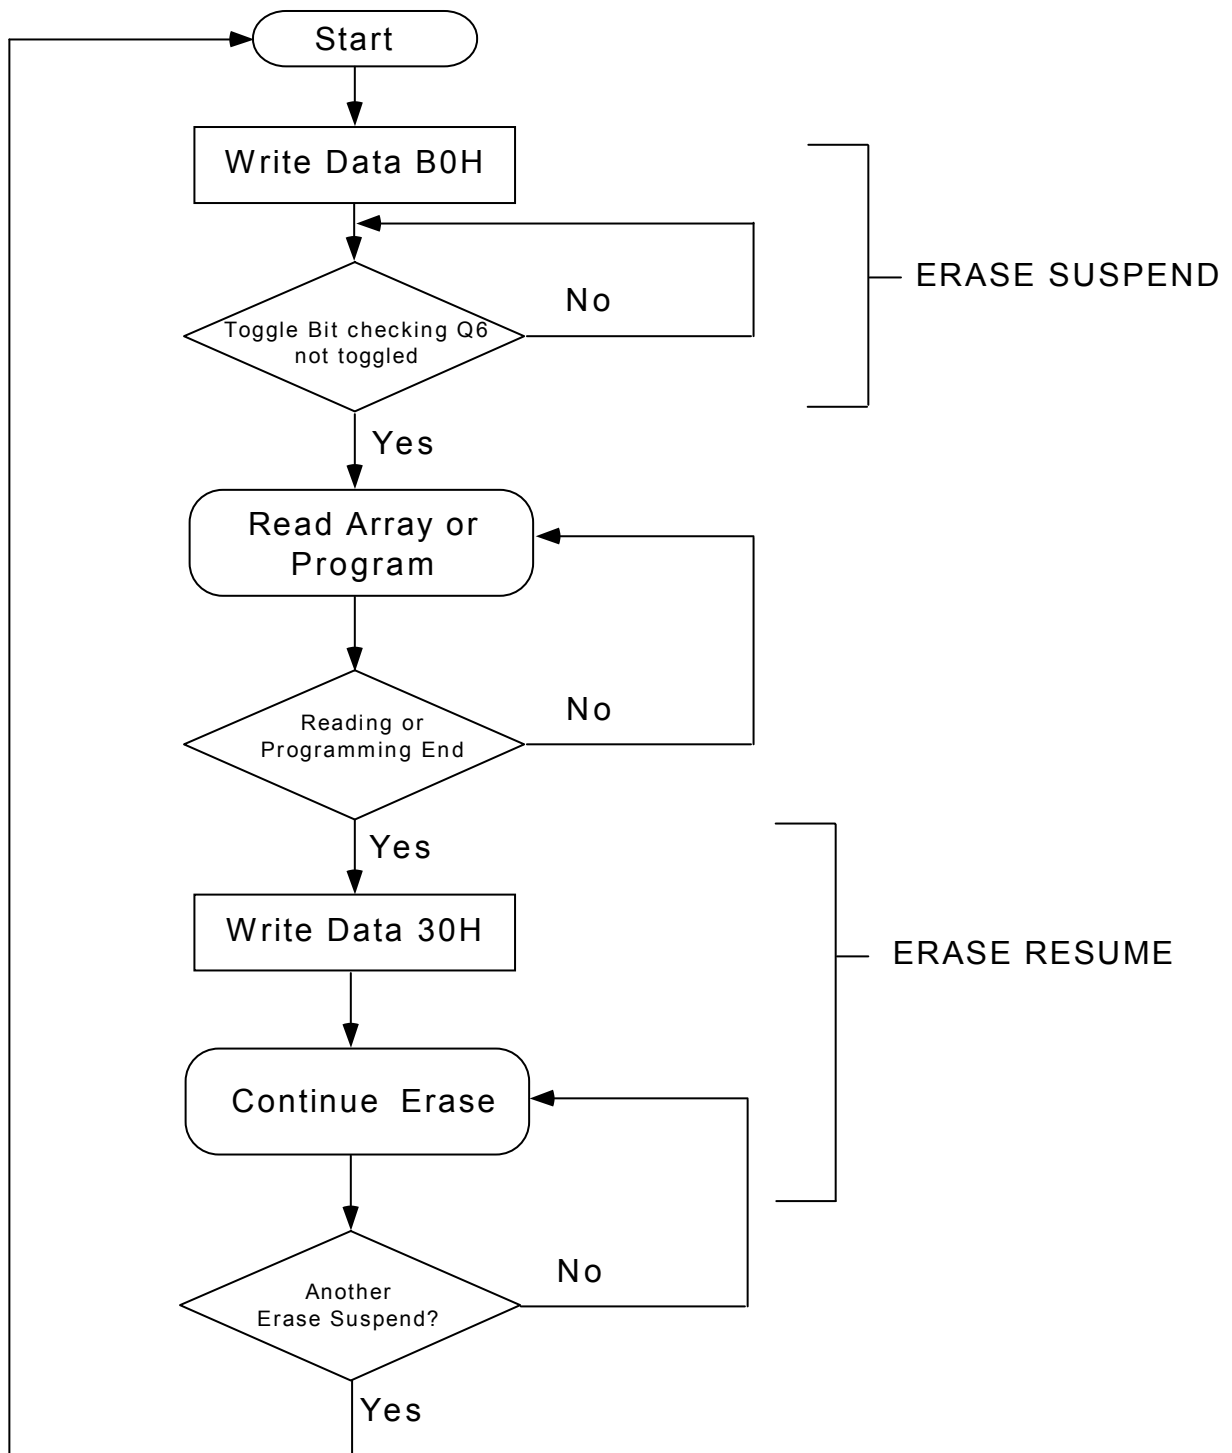 Start
Write Data B0H
ERASE SUSPEND
No
Toggle Bit checking Q6
not toggled
Yes
Read Array or
Program
No
Reading or
Programming End
Yes
Write Data 30H
ERASE RESUME
Continue Erase
No
Another
Erase Suspend?
Yes